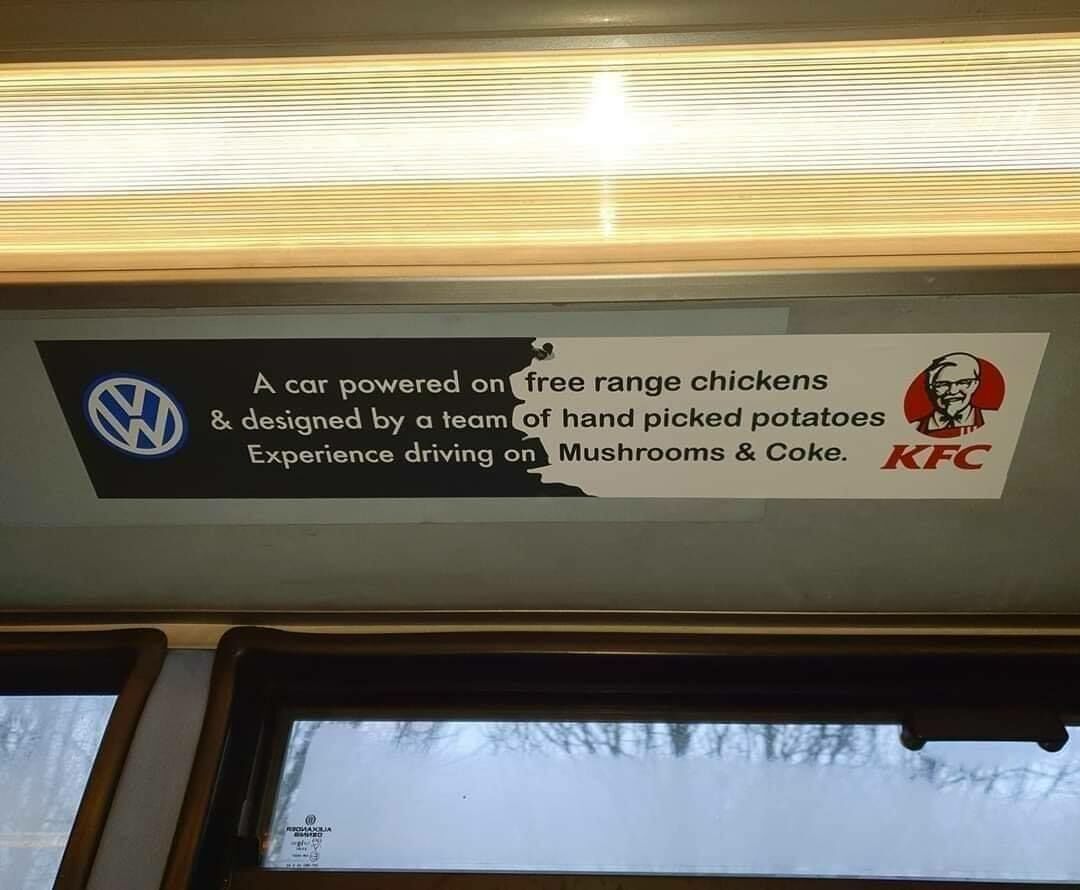 A car powered on free range chickens
& designed by a team of hand picked potatoes
Experience driving on Mushrooms & Coke.
KFC